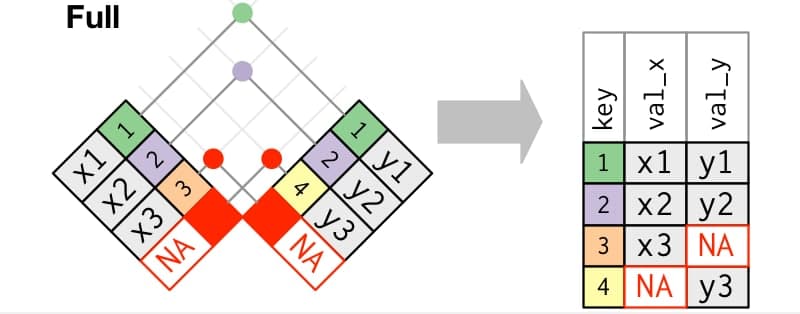 Full
1
2
3
x1
x2
x3
NA
1
2
4
y1
y2
y3
NA
key val_x val_y
1 x1 y1
2 x2 y2
3 x3 NA
4 NA y3